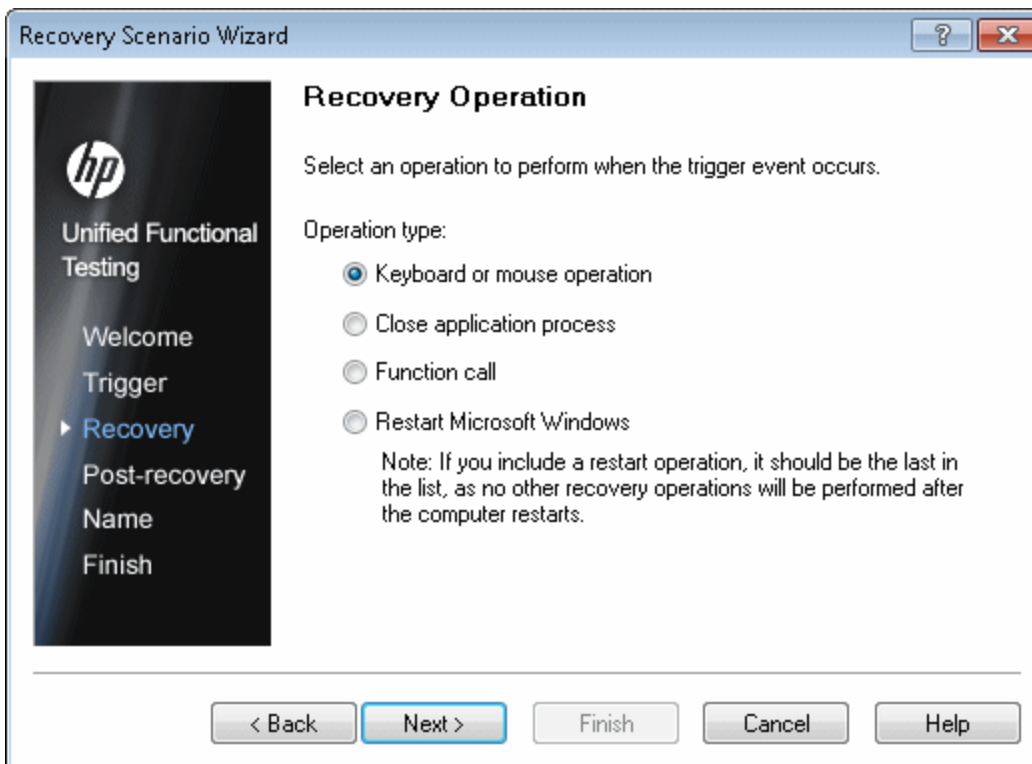 Recovery Scenario Wizard
?
hp
Unified Functional
Testing
Welcome
Trigger
Recovery
Post-recovery
Name
Finish
Recovery Operation
Select an operation to perform when the trigger event occurs.
Operation type:
Keyboard or mouse operation
Close application process
Function call
Restart Microsoft Windows
Note: If you include a restart operation, it should be the last in
the list, as no other recovery operations will be performed after
the computer restarts.
< Back
Next >
Finish
Cancel
Help